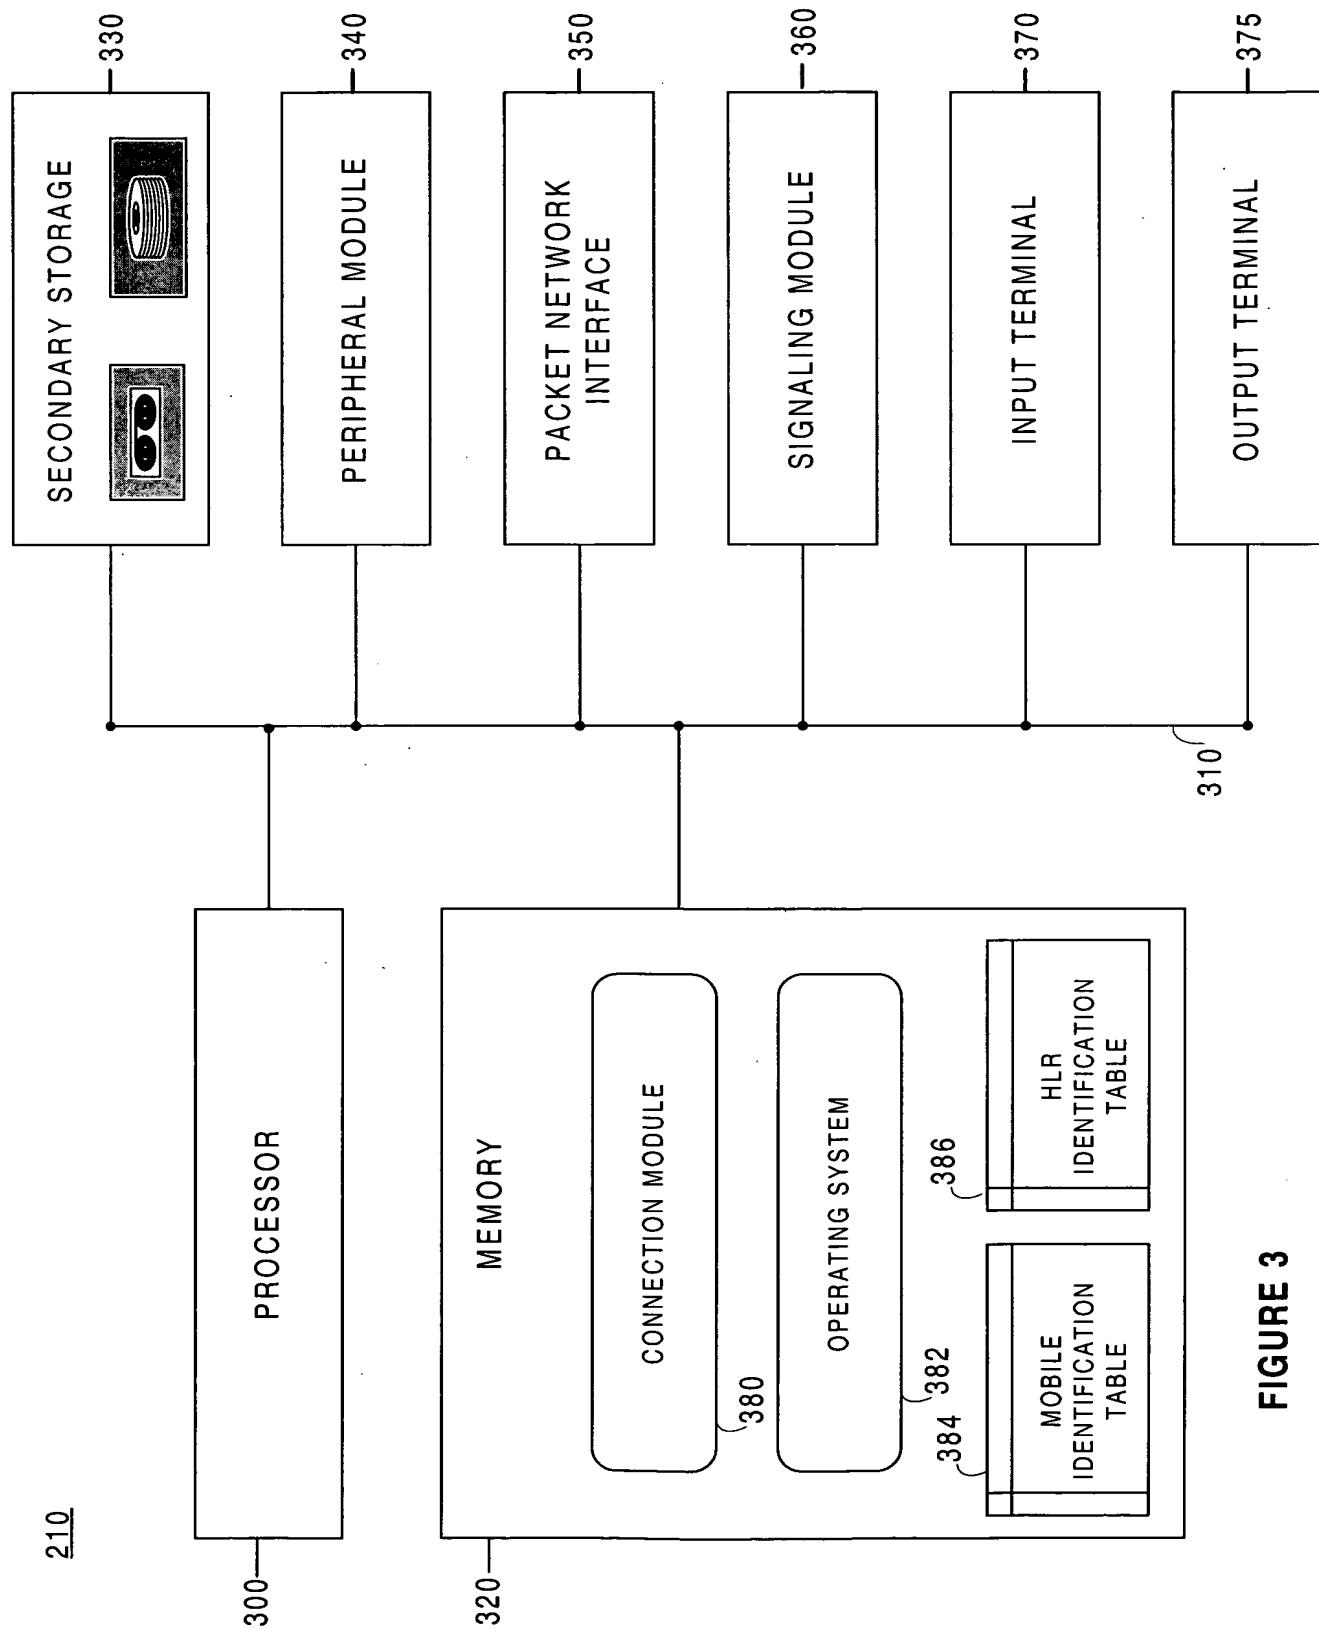 210
300
PROCESSOR
320
MEMORY
CONNECTION MODULE
380
OPERATING SYSTEM
382
384
MOBILE
IDENTIFICATION
TABLE
386
HLR
IDENTIFICATION
TABLE
310
SECONDARY STORAGE
330
PERIPHERAL MODULE
340
PACKET NETWORK
INTERFACE
350
SIGNALING MODULE
360
INPUT TERMINAL
370
OUTPUT TERMINAL
375
FIGURE 3